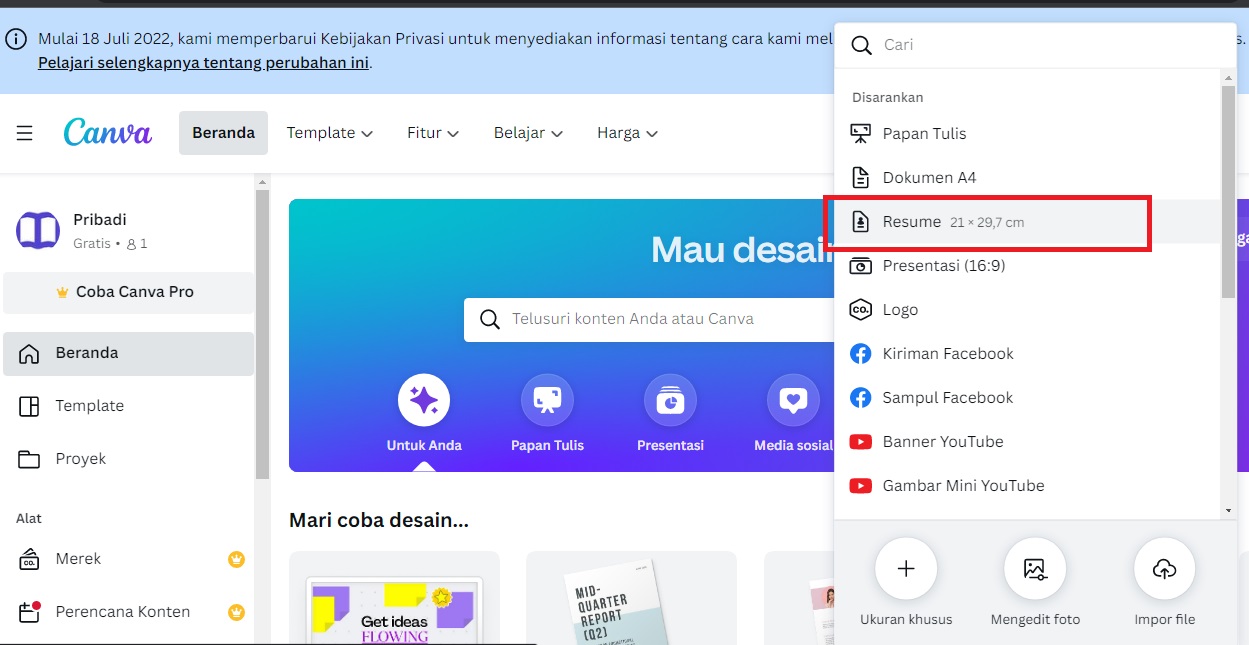 Mulai 18 Juli 2022, kami memperbarui Kebijakan Privasi untuk menyediakan informasi tentang cara kami mel
s.
Pelajari selengkapnya tentang perubahan ini.
Canva
Beranda
Template
Fitur
Belajar
Harga
Pribadi
Gratis • 1
Coba Canva Pro
Beranda
Template
Proyek
Alat
Merek
Perencana Konten
Mau desain
Telusuri konten Anda atau Canva
Untuk Anda
Papan Tulis
Presentasi
Media sosial
Mari coba desain...
Get ideas
FLOWING
MID-
QUARTER
REPORT
(Q2)
Cari
Disarankan
Papan Tulis
Dokumen A4
Resume 21 × 29,7 cm
Presentasi (16:9)
CO.
Logo
Kiriman Facebook
Sampul Facebook
Banner YouTube
Gambar Mini YouTube
Ukuran khusus
Mengedit foto
Impor file